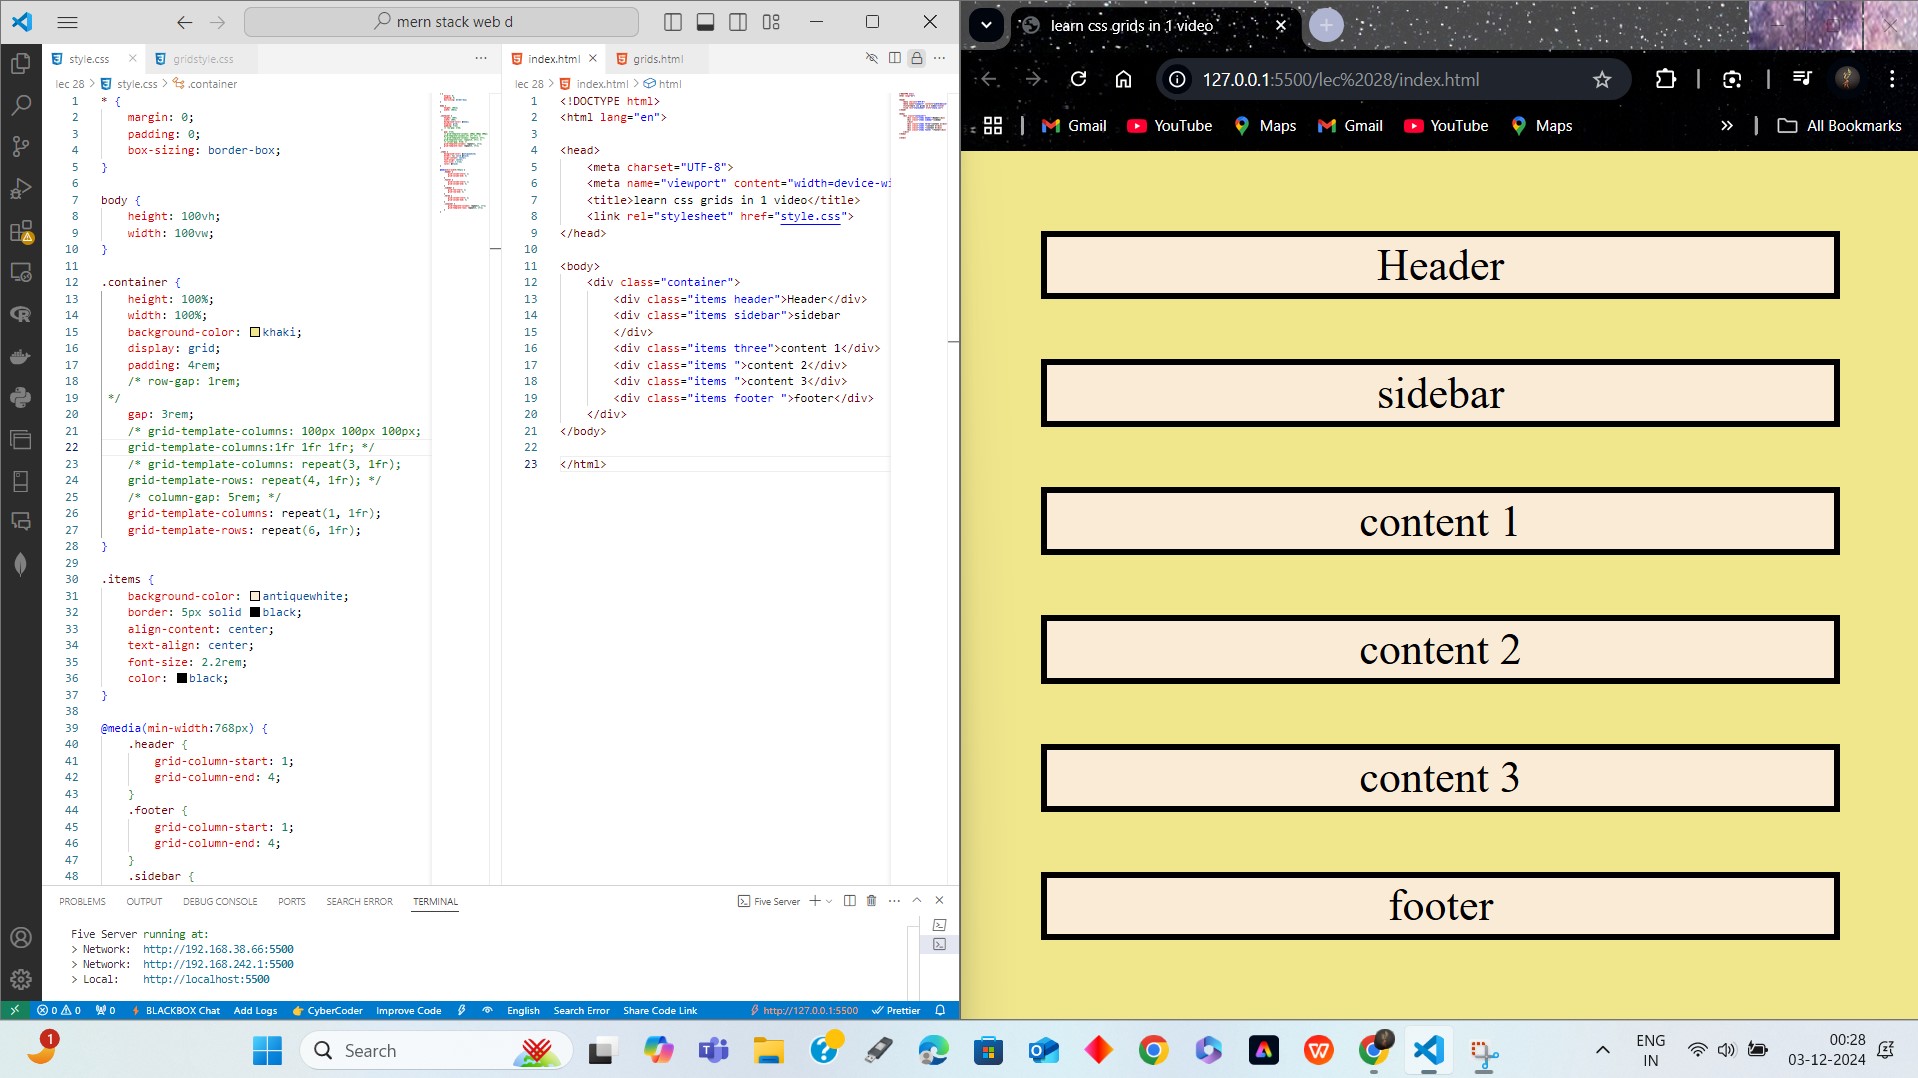 mern stack web d
style.css
gridstyle.css
index.html
grids.html
lec 28 > style.css > .container
lec 28 > index.html > html
1 * {
2 margin: 0;
3 padding: 0;
4 box-sizing: border-box;
5 }
6
7 body {
8 height: 100vh;
9 width: 100vw;
10 }
11
12 .container {
13 height: 100%;
14 width: 100%;
15 background-color: khaki;
16 display: grid;
17 padding: 4rem;
18 /* row-gap: 1rem;
19 */
20 gap: 3rem;
21 /* grid-template-columns: 100px 100px 100px;
22 grid-template-columns:1fr 1fr 1fr; */
23 /* grid-template-columns: repeat(3, 1fr);
24 grid-template-rows: repeat(4, 1fr); */
25 /* column-gap: 5rem; */
26 grid-template-columns: repeat(1, 1fr);
27 grid-template-rows: repeat(6, 1fr);
28 }
29
30 .items {
31 background-color: antiquewhite;
32 border: 5px solid black;
33 align-content: center;
34 text-align: center;
35 font-size: 2.2rem;
36 color: black;
37 }
38
39 @media(min-width:768px) {
40 .header {
41 grid-column-start: 1;
42 grid-column-end: 4;
43 }
44 .footer {
45 grid-column-start: 1;
46 grid-column-end: 4;
47 }
48 .sidebar {
1 <!DOCTYPE html>
2 <html lang="en">
3
4 <head>
5 <meta charset="UTF-8">
6 <meta name="viewport" content="width=device-wi
7 <title>learn css grids in 1 video</title>
8 <link rel="stylesheet" href="style.css">
9 </head>
10
11 <body>
12 <div class="container">
13 <div class="items header">Header</div>
14 <div class="items sidebar">sidebar
15 </div>
16 <div class="items three">content 1</div>
17 <div class="items ">content 2</div>
18 <div class="items ">content 3</div>
19 <div class="items footer ">footer</div>
20 </div>
21 </body>
22
23 </html>
PROBLEMS OUTPUT DEBUG CONSOLE PORTS SEARCH ERROR TERMINAL
Five Server
Five Server running at:
> Network: http://192.168.38.66:5500
> Network: http://192.168.242.1:5500
> Local: http://localhost:5500
0 0 0 BLACKBOX Chat Add Logs CyberCoder Improve Code English Search Error Share Code Link http://127.0.0.1:5500 Prettier
learn css grids in 1 video
127.0.0.1:5500/lec%2028/index.html
Gmail YouTube Maps Gmail YouTube Maps » All Bookmarks
Header
sidebar
content 1
content 2
content 3
footer
1
Search
ENG
IN
00:28
03-12-2024